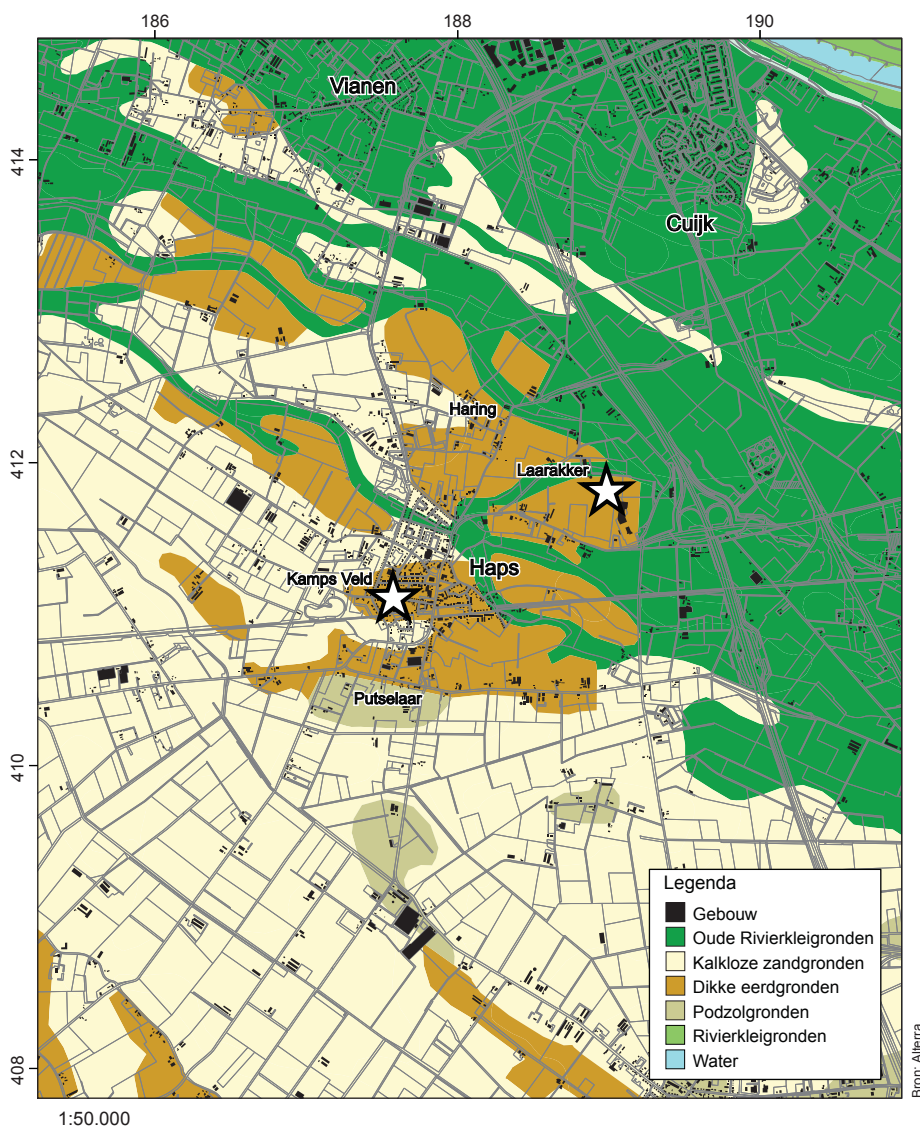 186
188
190
Vianen
414
Cuijk
Haring
412
Laarakker
Haps
Kamps Veld
Putselaar
410
Legenda
Gebouw
Oude Rivierkleigronden
Kalkloze zandgronden
Dikke eerdgronden
Podzolgronden
Rivierkleigronden
Water
408
Bron: Alterra
1:50.000